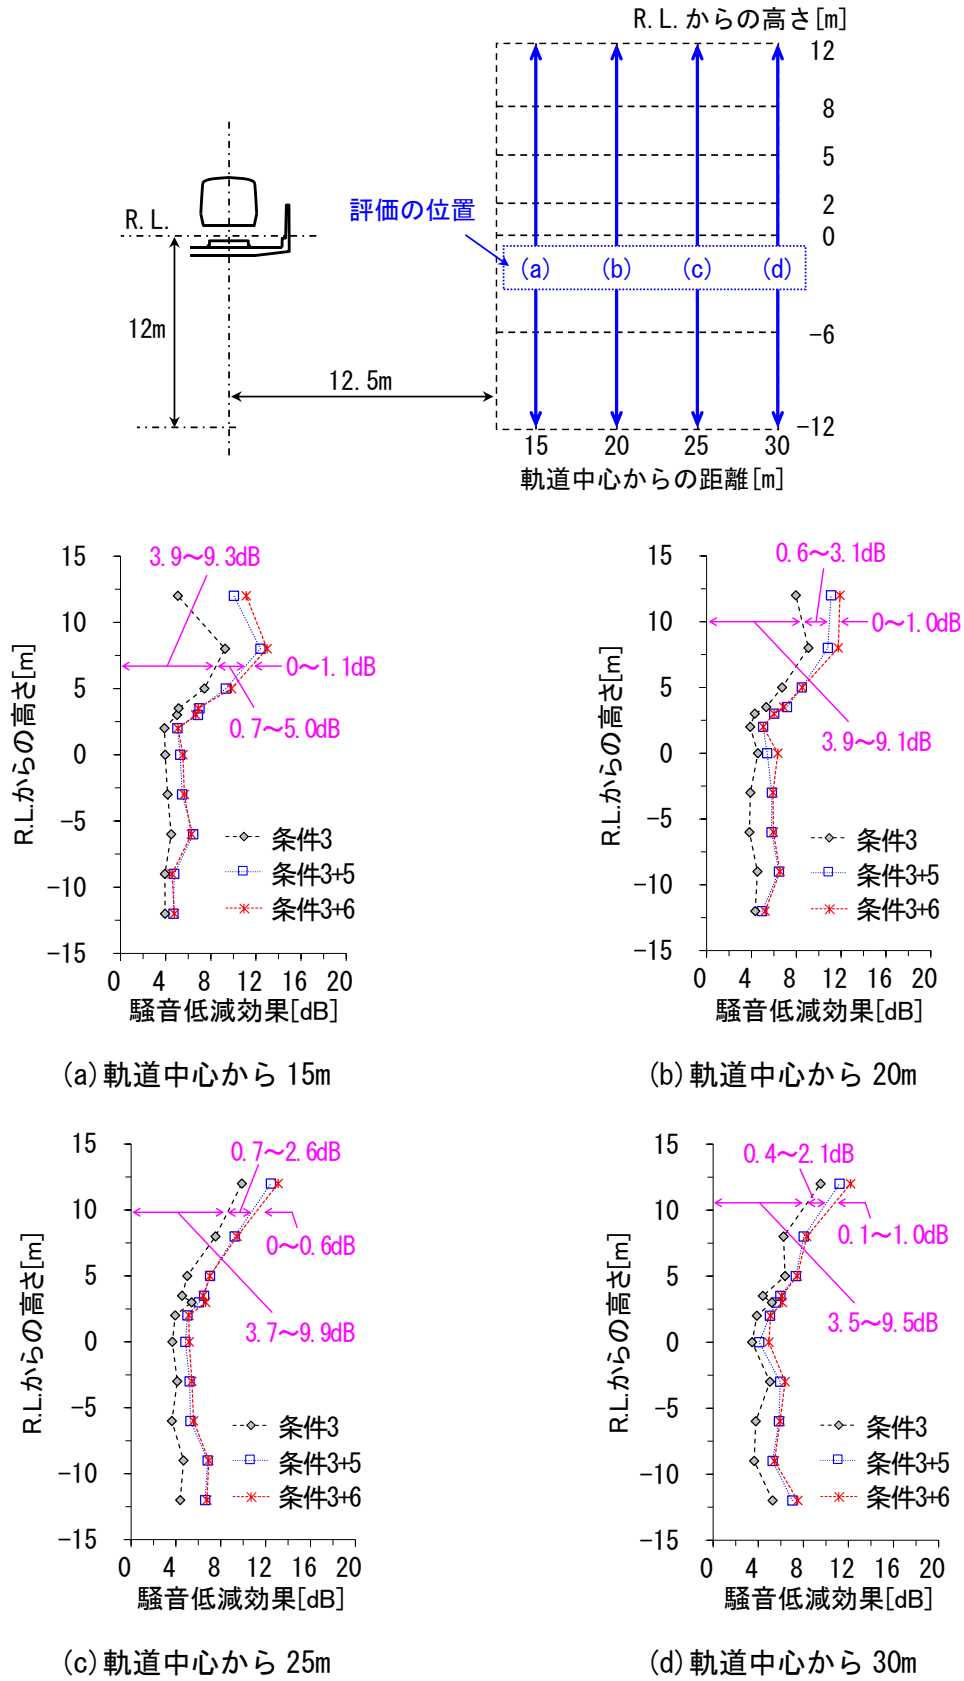 R.L.からの高さ[m]
12
8
5
2
0
-6
-12
評価の位置
R.L.
(a) (b) (c) (d)
12m
12.5m
15 20 25 30
軌道中心からの距離[m]
3.9～9.3dB
0～1.1dB
0.7～5.0dB
15
10
5
0
-5
-10
-15
R.L.からの高さ[m]
条件3
条件3+5
条件3+6
0 4 8 12 16 20
騒音低減効果[dB]
(a)軌道中心から 15m
0.6～3.1dB
0～1.0dB
3.9～9.1dB
15
10
5
0
-5
-10
-15
R.L.からの高さ[m]
条件3
条件3+5
条件3+6
0 4 8 12 16 20
騒音低減効果[dB]
(b)軌道中心から 20m
0.7～2.6dB
0～0.6dB
3.7～9.9dB
15
10
5
0
-5
-10
-15
R.L.からの高さ[m]
条件3
条件3+5
条件3+6
0 4 8 12 16 20
騒音低減効果[dB]
(c)軌道中心から 25m
0.4～2.1dB
0.1～1.0dB
3.5～9.5dB
15
10
5
0
-5
-10
-15
R.L.からの高さ[m]
条件3
条件3+5
条件3+6
0 4 8 12 16 20
騒音低減効果[dB]
(d)軌道中心から 30m